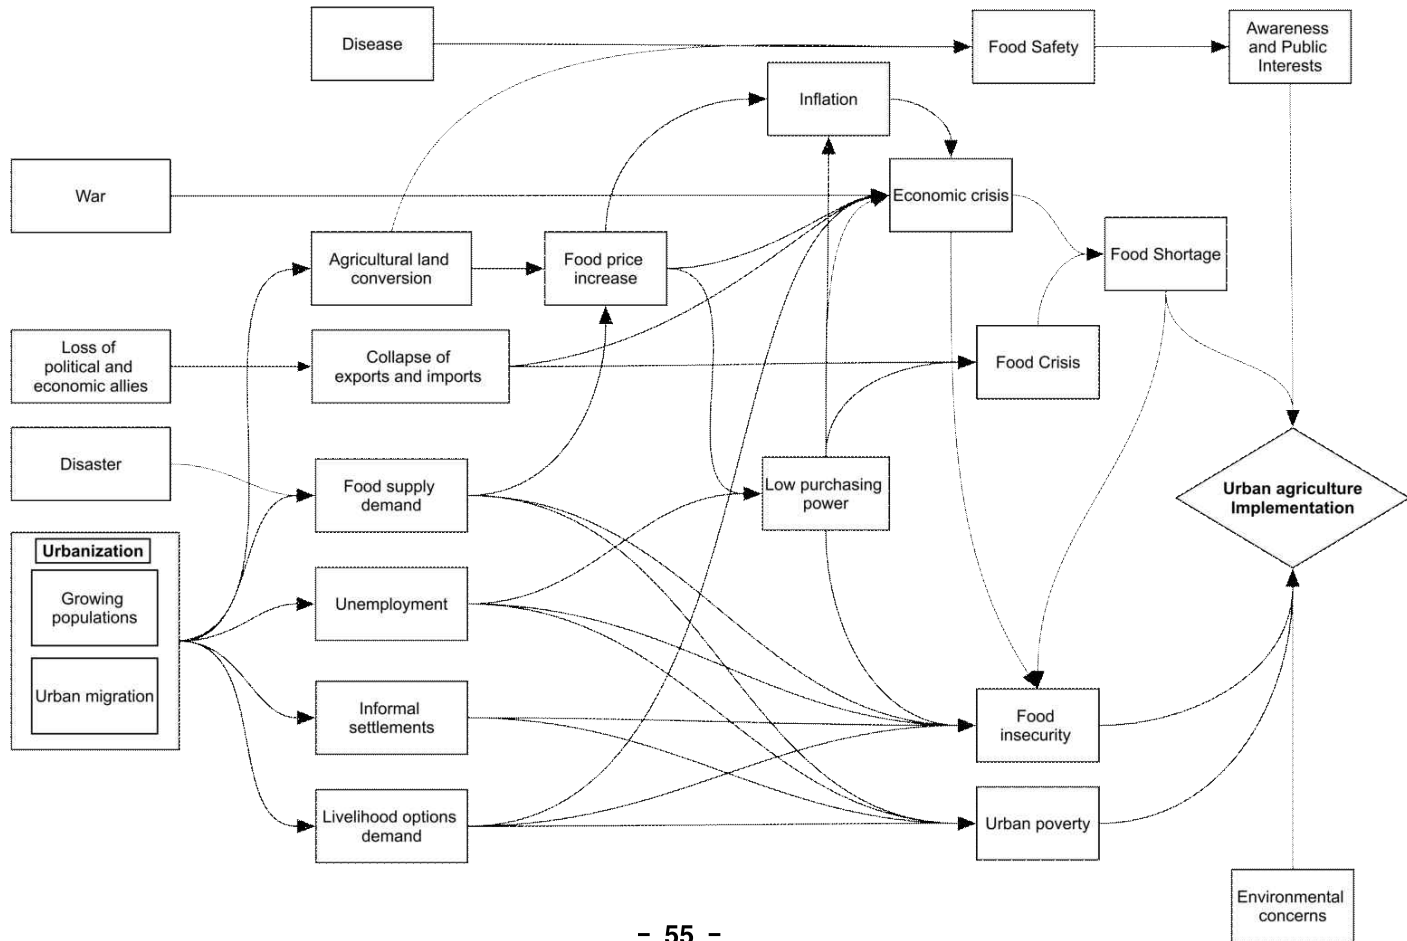 Disease
Food Safety
Awareness
and Public
Interests
Inflation
War
Economic crisis
Agricultural land
conversion
Food price
increase
Food Shortage
Loss of
political and
economic allies
Collapse of
exports and imports
Food Crisis
Disaster
Food supply
demand
Low purchasing
power
Urban agriculture
Implementation
Urbanization
Growing
populations
Urban migration
Unemployment
Informal
settlements
Food
insecurity
Livelihood options
demand
Urban poverty
Environmental
concerns
- 55 -